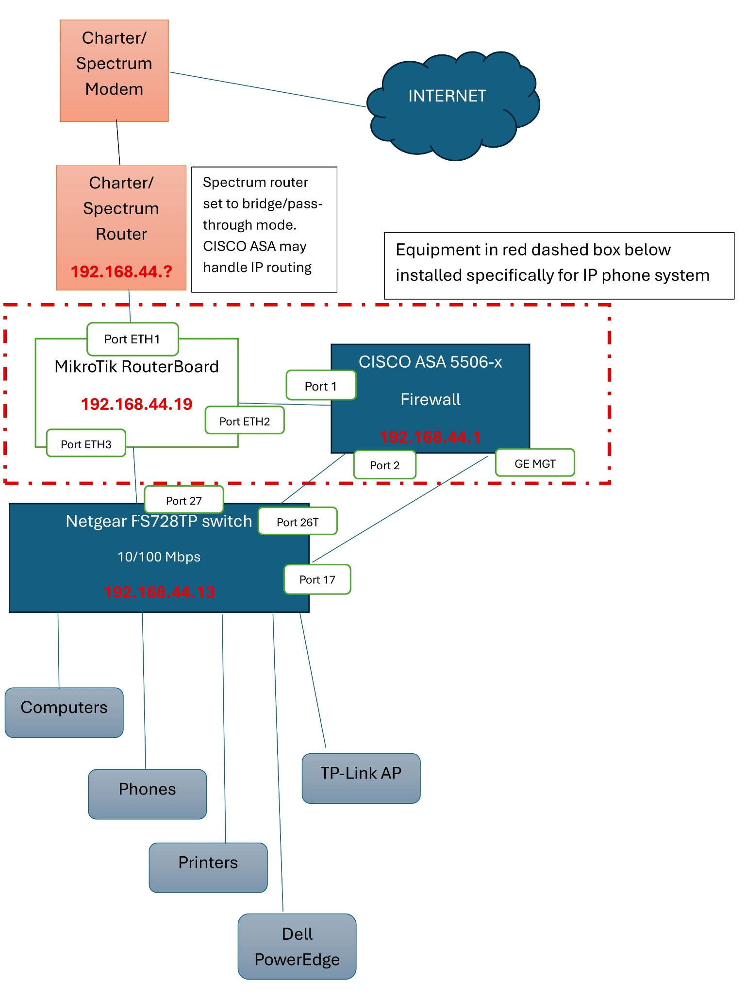 Charter/
Spectrum
Modem
INTERNET
Charter/
Spectrum
Router
192.168.44.?
Spectrum router
set to bridge/pass-
through mode.
CISCO ASA may
handle IP routing
Equipment in red dashed box below
installed specifically for IP phone system
Port ETH1
MikroTik RouterBoard
192.168.44.19
Port ETH2
Port ETH3
CISCO ASA 5506-x
Firewall
192.168.44.1
Port 1
Port 2
GE MGT
Port 27
Netgear FS728TP switch
10/100 Mbps
192.168.44.13
Port 26T
Port 17
Computers
Phones
Printers
TP-Link AP
Dell
PowerEdge